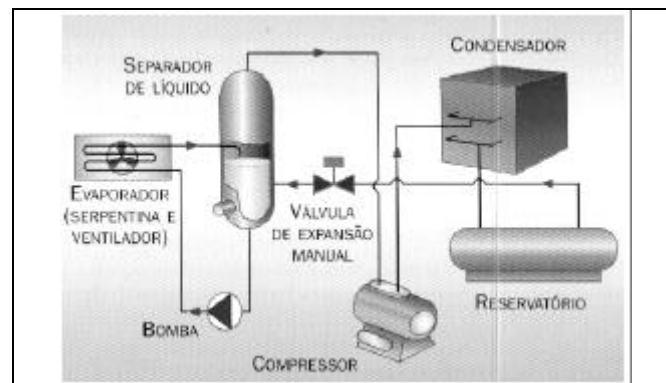 CONDENSADOR
SEPARADOR
DE LÍQUIDO
EVAPORADOR
(SERPENTINA E
VENTILADOR)
VÁLVULA
DE EXPANSÃO
MANUAL
RESERVATÓRIO
BOMBA
COMPRESSOR